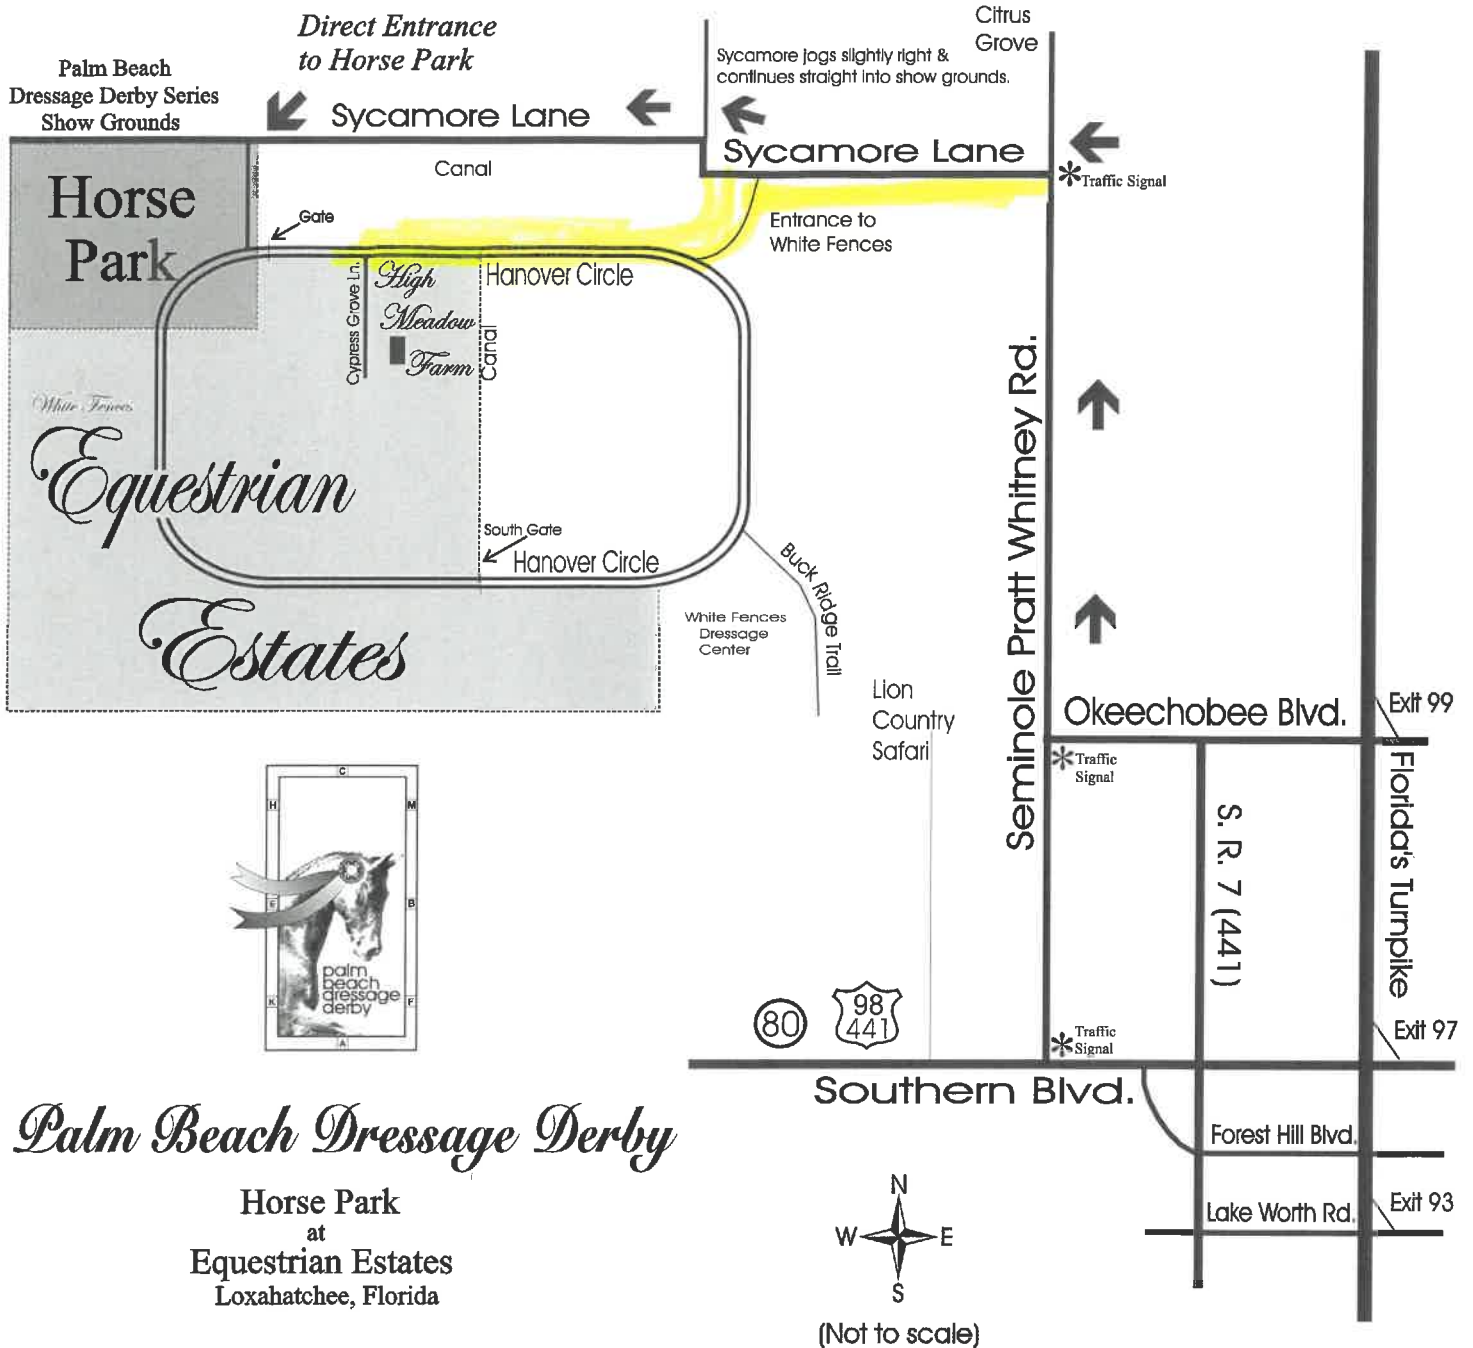 Direct Entrance
to Horse Park
Palm Beach
Dressage Derby Series
Show Grounds
Sycamore Lane
Sycamore jogs slightly right &
continues straight into show grounds.
Citrus
Grove
Sycamore Lane
Traffic Signal
Canal
Horse
Park
Gate
Entrance to
White Fences
Hanover Circle
Cypress Grove Ln.
High
Meadow
Farm
Canal
White Fences
Equestrian
Estates
South Gate
Hanover Circle
Buck Ridge Trail
White Fences
Dressage
Center
Seminole Pratt Whitney Rd.
Lion
Country
Safari
Okeechobee Blvd.
Exit 99
Traffic
Signal
S. R. 7 (441)
Florida's Turnpike
C
H
M
E
B
K
F
A
palm
beach
dressage
derby
80
98
441
Traffic
Signal
Exit 97
Southern Blvd.
Forest Hill Blvd.
Lake Worth Rd.
Exit 93
Palm Beach Dressage Derby
Horse Park
at
Equestrian Estates
Loxahatchee, Florida
N
W
E
S
(Not to scale)